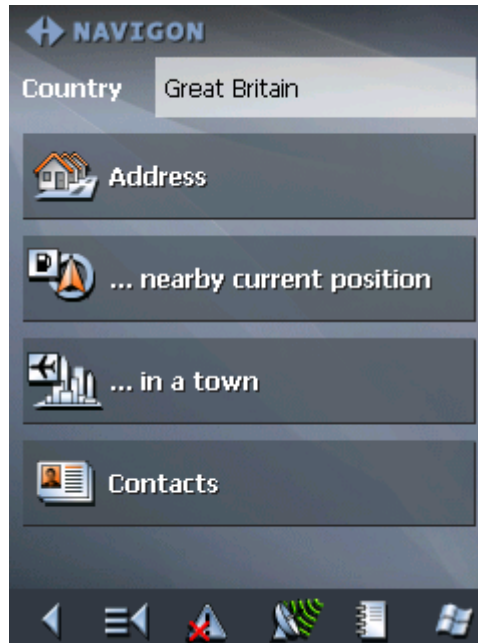 NAVIGON
Country Great Britain
Address
... nearby current position
... in a town
Contacts